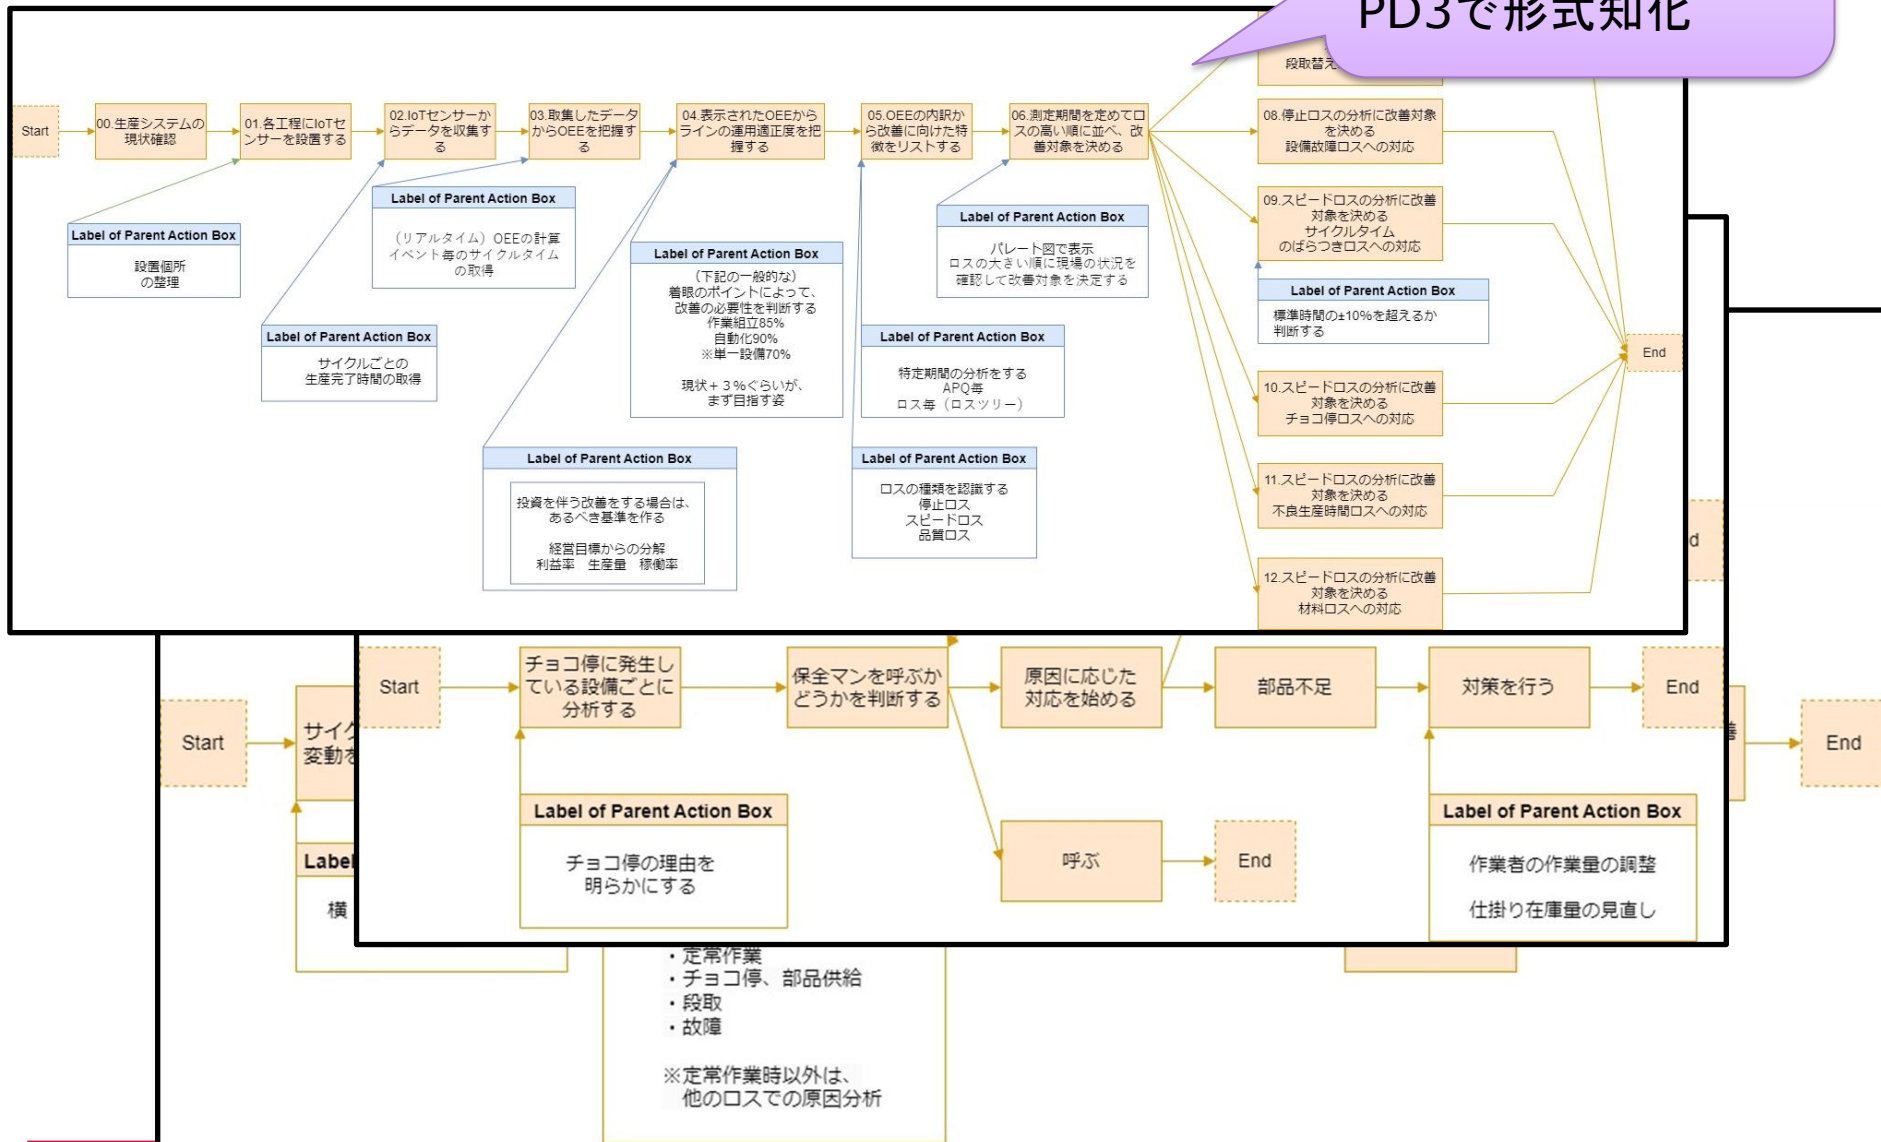 PD3で形式知化
段取替え
Start
00.生産システムの
現状確認
01.各工程にIoTセ
ンサーを設置する
02.IoTセンサーか
らデータを収集す
る
03.取集したデータ
からOEEを把握す
る
04.表示されたOEEから
ラインの運用適正度を把
握する
05.OEEの内訳か
ら改善に向けた特
徴をリストする
06.測定期間を定めてロ
スの高い順に並べ、改
善対象を決める
08.停止ロスの分析に改善対象
を決める
設備故障ロスへの対応
09.スピードロスの分析に改善
対象を決める
サイクルタイム
のばらつきロスへの対応
Label of Parent Action Box
標準時間の±10%を超えるか
判断する
10.スピードロスの分析に改善
対象を決める
チョコ停ロスへの対応
11.スピードロスの分析に改善
対象を決める
不良生産時間ロスへの対応
12.スピードロスの分析に改善
対象を決める
材料ロスへの対応
End
Label of Parent Action Box
設置個所
の整理
Label of Parent Action Box
サイクルごとの
生産完了時間の取得
Label of Parent Action Box
（リアルタイム）OEEの計算
イベント毎のサイクルタイム
の取得
Label of Parent Action Box
（下記の一般的な）
着眼のポイントによって、
改善の必要性を判断する
作業組立85%
自動化90%
※単一設備70%
現状＋３％ぐらいが、
まず目指す姿
Label of Parent Action Box
投資を伴う改善をする場合は、
あるべき基準を作る
経営目標からの分解
利益率　生産量　稼働率
Label of Parent Action Box
パレート図で表示
ロスの大きい順に現場の状況を
確認して改善対象を決定する
Label of Parent Action Box
特定期間の分析をする
APQ毎
ロス毎（ロスツリー）
Label of Parent Action Box
ロスの種類を認識する
停止ロス
スピードロス
品質ロス
d
Start
チョコ停に発生し
ている設備ごとに
分析する
保全マンを呼ぶか
どうかを判断する
原因に応じた
対応を始める
部品不足
対策を行う
End
呼ぶ
End
Label of Parent Action Box
チョコ停の理由を
明らかにする
Label of Parent Action Box
作業者の作業量の調整
仕掛り在庫量の見直し
Start
サイク
変動を
End
Label
横
・定常作業
・チョコ停、部品供給
・段取
・故障
※定常作業時以外は、
他のロスでの原因分析